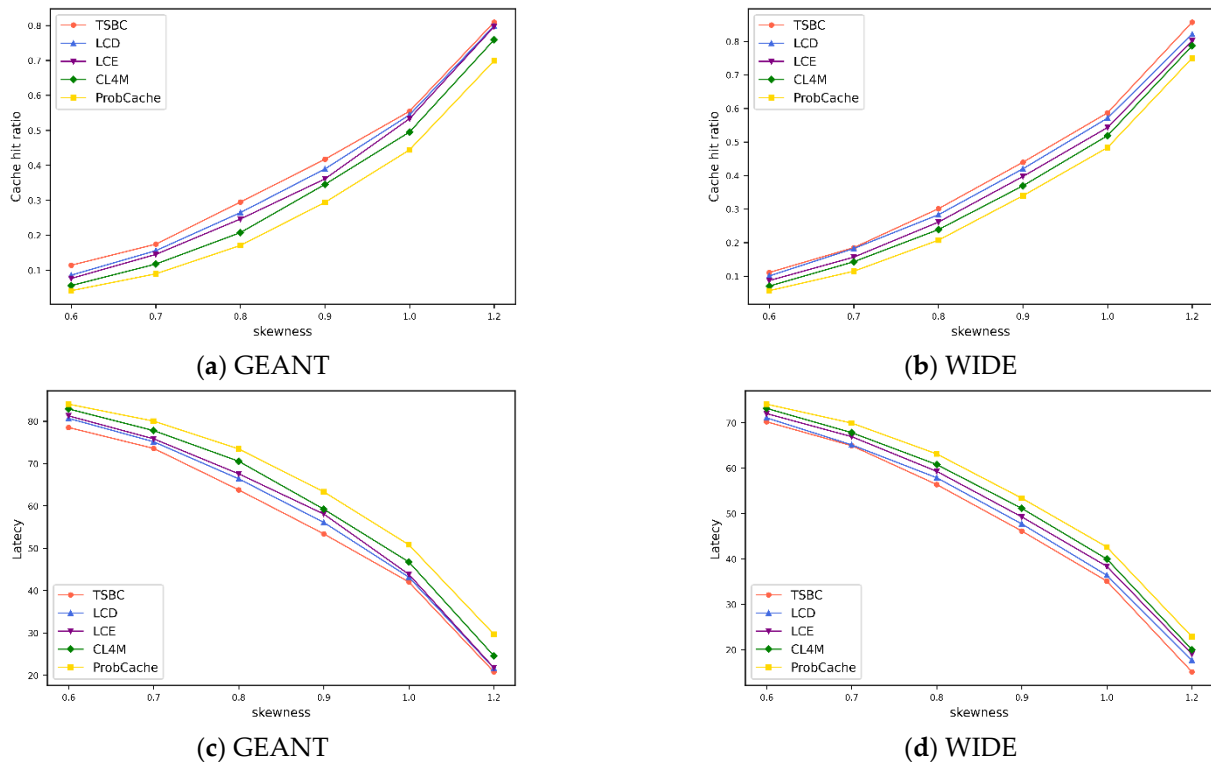 TSBC
LCD
LCE
CL4M
ProbCache
Cache hit ratio
0.8
0.7
0.6
0.5
0.4
0.3
0.2
0.1
0.6 0.7 0.8 0.9 1.0 1.2
skewness
(a) GEANT
TSBC
LCD
LCE
CL4M
ProbCache
Cache hit ratio
0.8
0.7
0.6
0.5
0.4
0.3
0.2
0.1
0.6 0.7 0.8 0.9 1.0 1.2
skewness
(b) WIDE
Latecy
80
70
60
50
40
30
20
TSBC
LCD
LCE
CL4M
ProbCache
0.6 0.7 0.8 0.9 1.0 1.2
skewness
(c) GEANT
Latecy
70
60
50
40
30
20
TSBC
LCD
LCE
CL4M
ProbCache
0.6 0.7 0.8 0.9 1.0 1.2
skewness
(d) WIDE